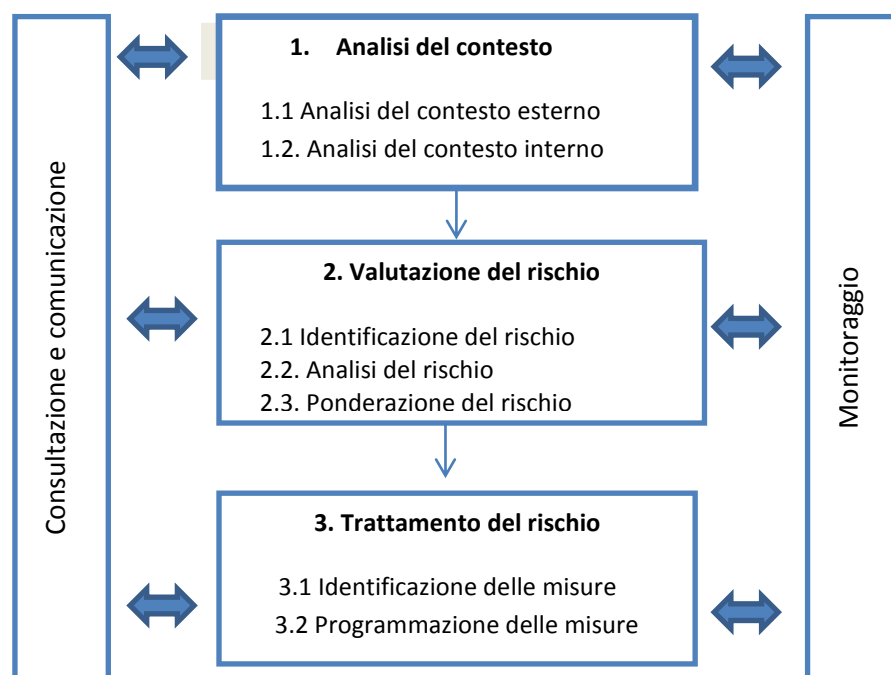 1. Analisi del contesto
1.1 Analisi del contesto esterno
1.2. Analisi del contesto interno
Consultazione e comunicazione
2. Valutazione del rischio
2.1 Identificazione del rischio
2.2. Analisi del rischio
2.3. Ponderazione del rischio
Monitoraggio
3. Trattamento del rischio
3.1 Identificazione delle misure
3.2 Programmazione delle misure